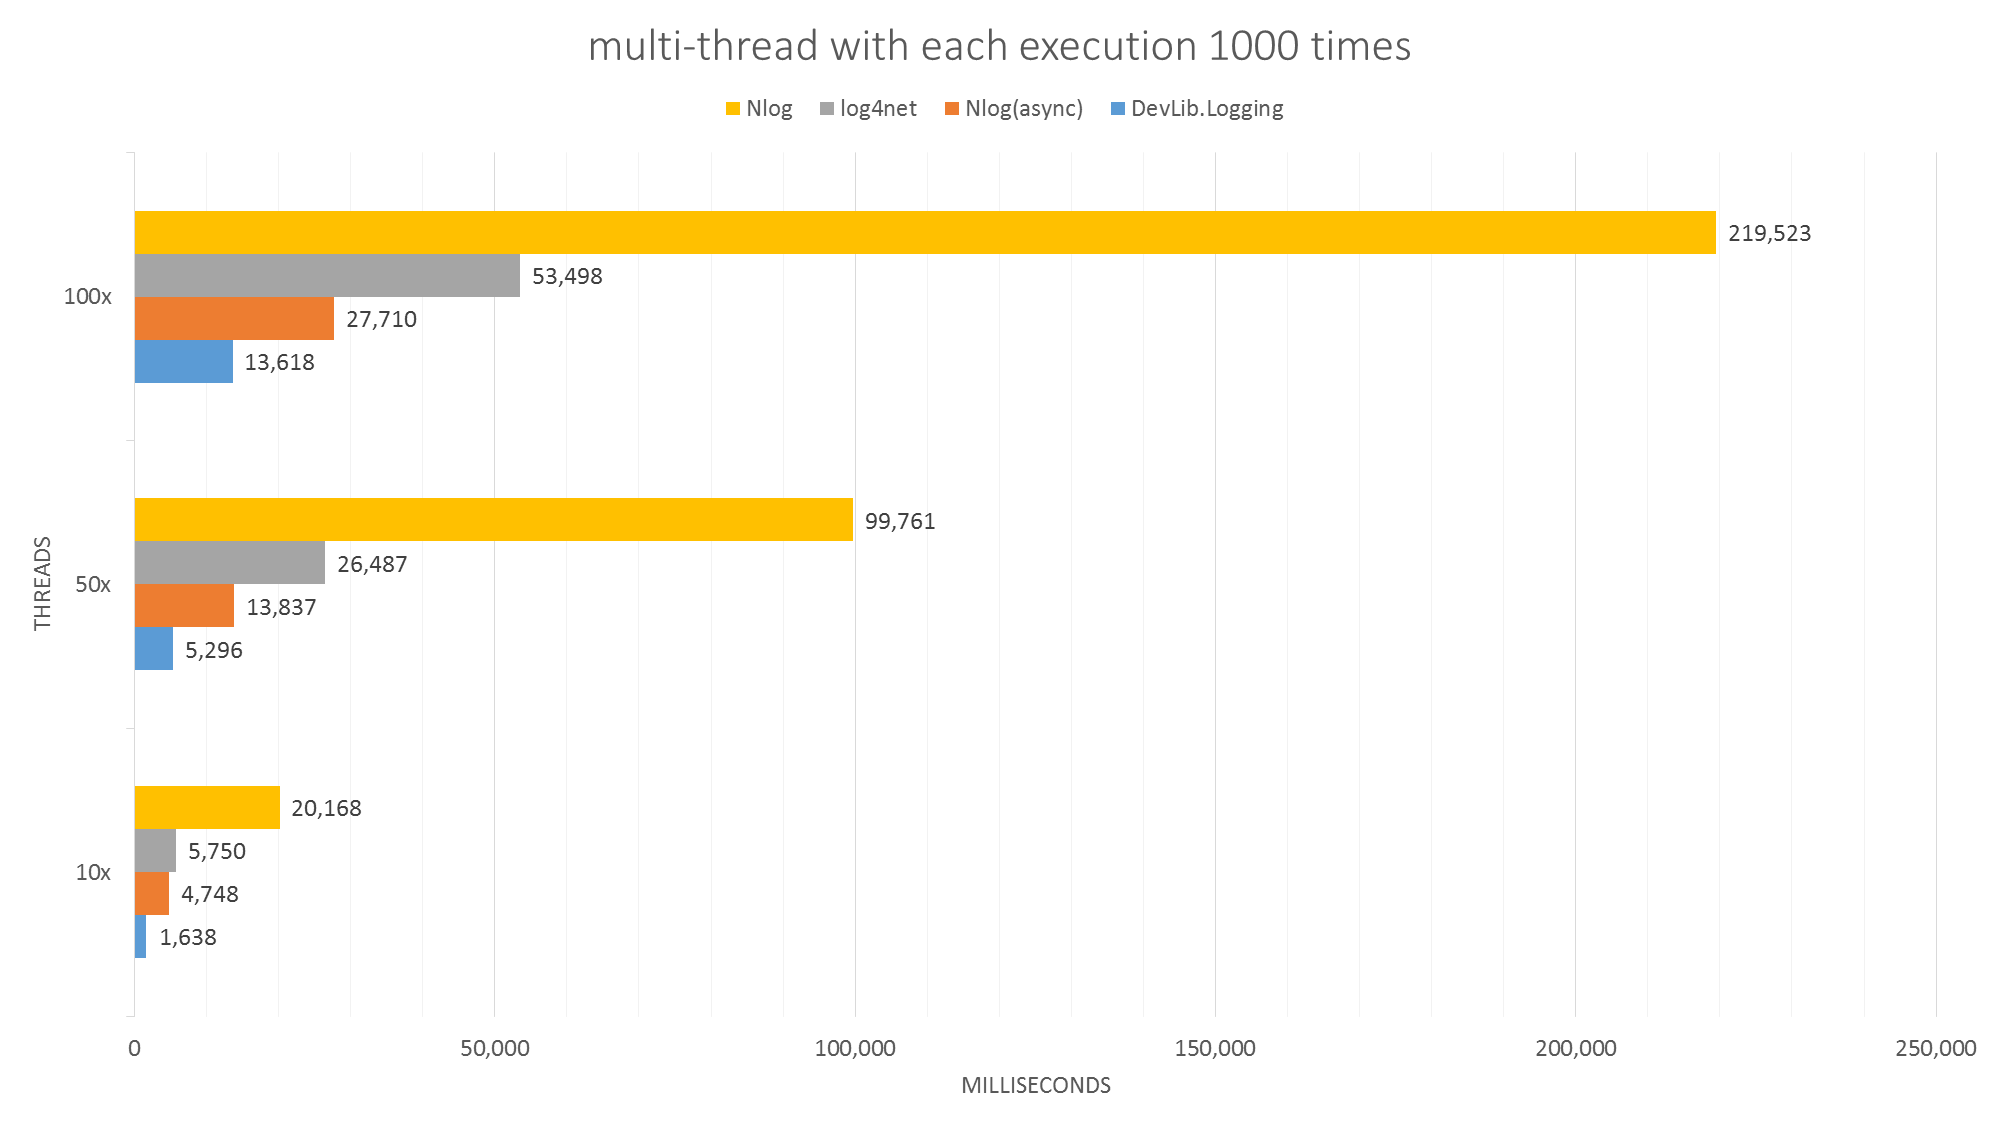 multi-thread with each execution 1000 times
Nlog log4net Nlog(async) DevLib.Logging
219,523
53,498
100x
27,710
13,618
99,761
26,487
50x
13,837
5,296
THREADS
20,168
5,750
10x
4,748
1,638
0 50,000 100,000 150,000 200,000 250,000
MILLISECONDS